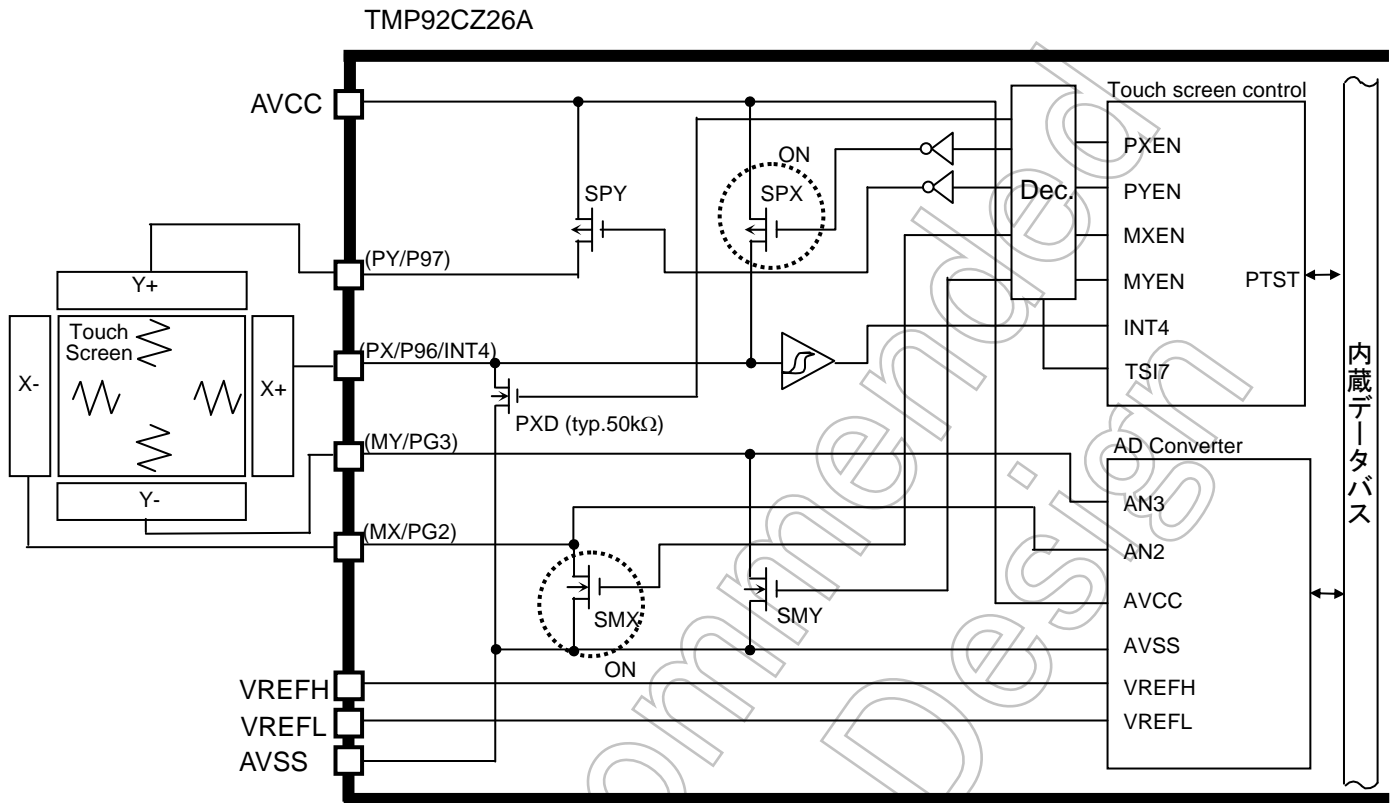 TMP92CZ26A
AVCC
Touch screen control
ON
SPY
SPX
Dec.
PXEN
PYEN
MXEN
MYEN
PTST
INT4
TSI7
(PY/P97)
Y+
Touch
Screen
X-
X+
Y-
(PX/P96/INT4)
PXD (typ.50kΩ)
(MY/PG3)
(MX/PG2)
AD Converter
AN3
AN2
AVCC
AVSS
VREFH
VREFL
SMX
SMY
ON
VREFH
VREFL
AVSS
内蔵データバス
ommended
Design